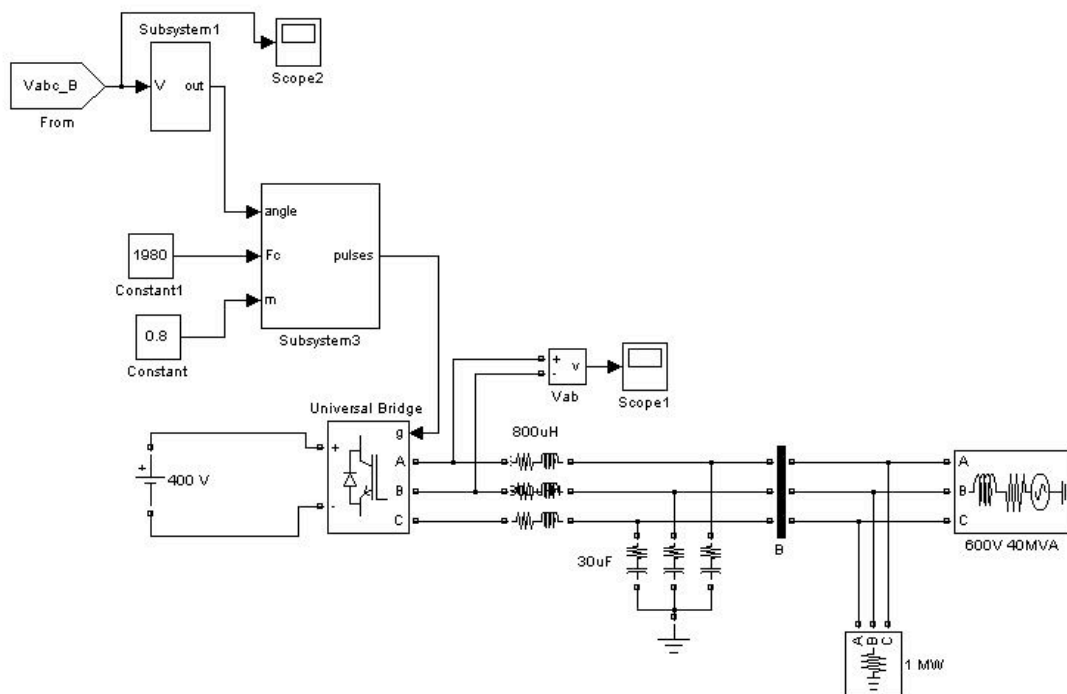 Subsystem1
Vabc_B
V out
Scope2
From
angle
1980
Fc
pulses
Constant1
m
0.8
Subsystem3
Constant
+
-
v
Vab
Scope1
Universal Bridge
g
800uH
+
A
A
400 V
B
B
-
C
C
B
600V 40MVA
30uF
A B C
1 MW